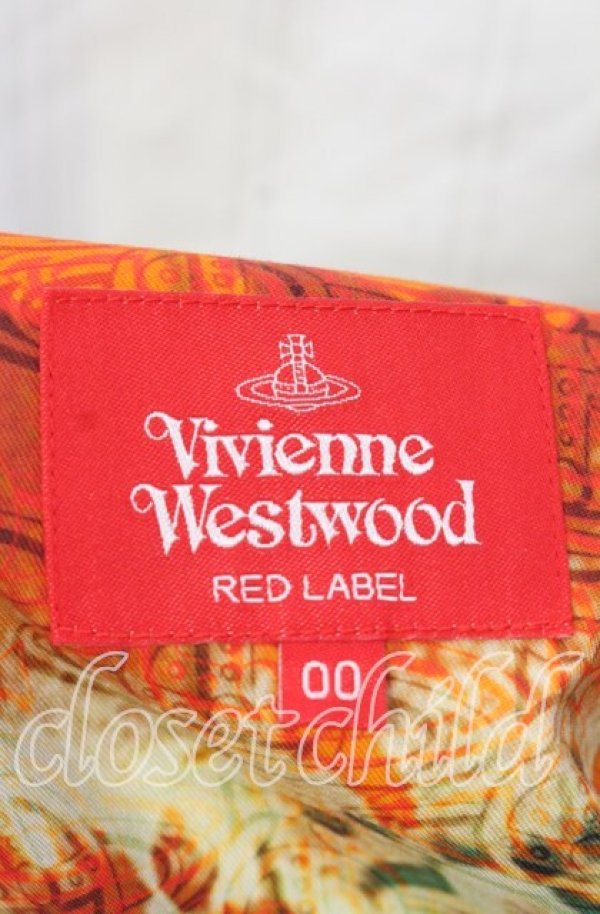 Vivienne
Westwood
RED LABEL
00
closet child